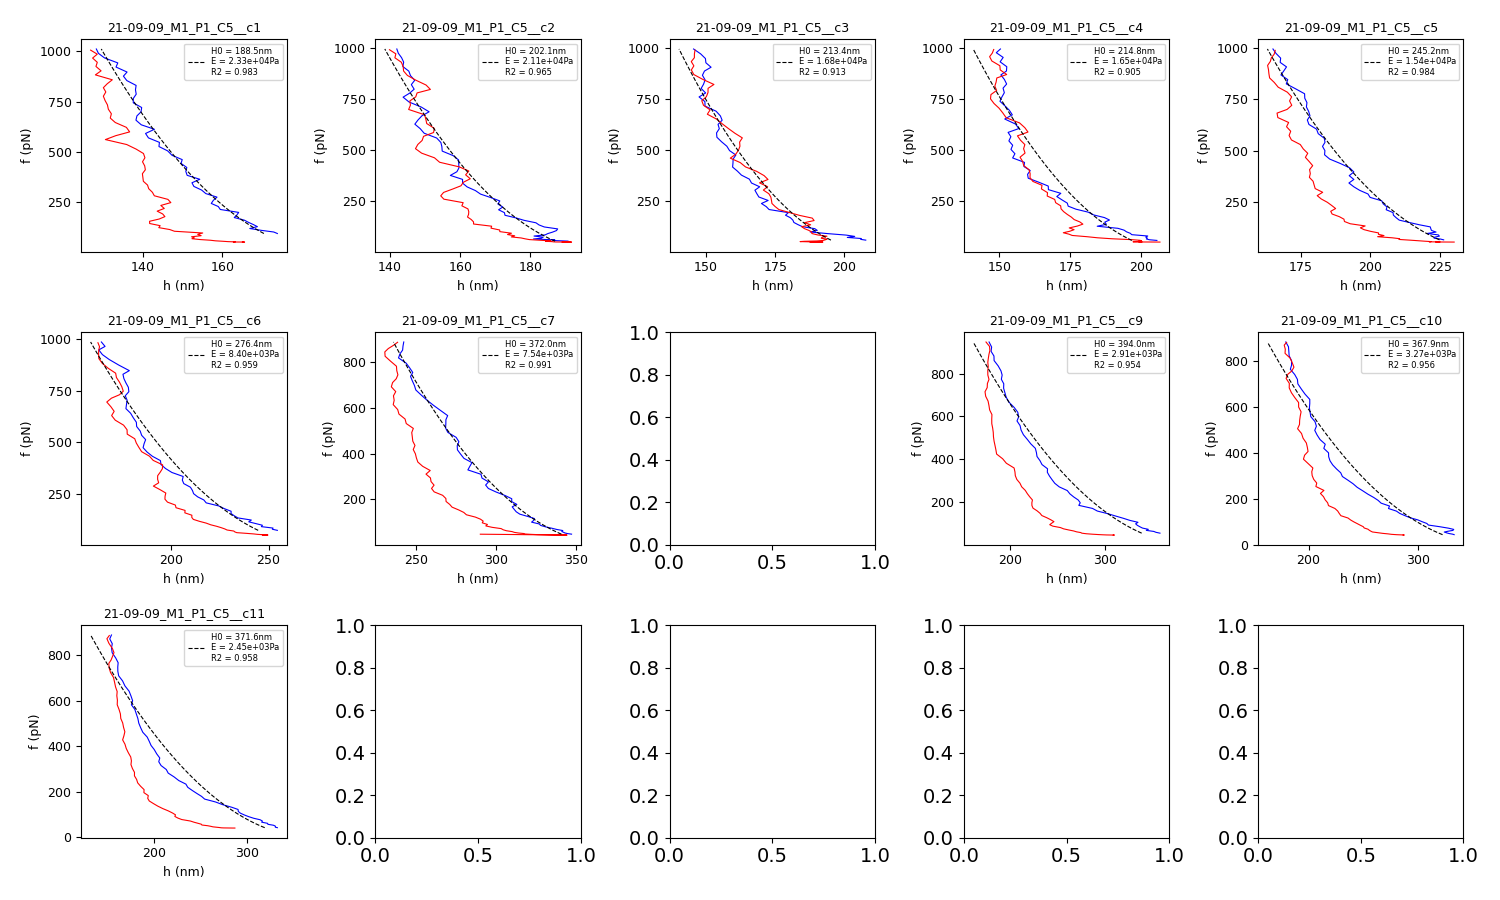 21-09-09_M1_P1_C5__c1
H0 = 188.5nm
E = 2.33e+04Pa
R2 = 0.983
1000
750
500
250
140
160
f (pN)
h (nm)
21-09-09_M1_P1_C5__c2
H0 = 202.1nm
E = 2.11e+04Pa
R2 = 0.965
1000
750
500
250
140
160
180
f (pN)
h (nm)
21-09-09_M1_P1_C5__c3
H0 = 213.4nm
E = 1.68e+04Pa
R2 = 0.913
1000
750
500
250
150
175
200
f (pN)
h (nm)
21-09-09_M1_P1_C5__c4
H0 = 214.8nm
E = 1.65e+04Pa
R2 = 0.905
1000
750
500
250
150
175
200
f (pN)
h (nm)
21-09-09_M1_P1_C5__c5
H0 = 245.2nm
E = 1.54e+04Pa
R2 = 0.984
1000
750
500
250
175
200
225
f (pN)
h (nm)
21-09-09_M1_P1_C5__c6
H0 = 276.4nm
E = 8.40e+03Pa
R2 = 0.959
1000
750
500
250
200
250
f (pN)
h (nm)
21-09-09_M1_P1_C5__c7
H0 = 372.0nm
E = 7.54e+03Pa
R2 = 0.991
800
600
400
200
250
300
350
f (pN)
h (nm)
1.0
0.8
0.6
0.4
0.2
0.0
0.0
0.5
1.0
21-09-09_M1_P1_C5__c9
H0 = 394.0nm
E = 2.91e+03Pa
R2 = 0.954
800
600
400
200
200
300
f (pN)
h (nm)
21-09-09_M1_P1_C5__c10
H0 = 367.9nm
E = 3.27e+03Pa
R2 = 0.956
800
600
400
200
0
200
300
f (pN)
h (nm)
21-09-09_M1_P1_C5__c11
H0 = 371.6nm
E = 2.45e+03Pa
R2 = 0.958
800
600
400
200
0
200
300
f (pN)
h (nm)
1.0
0.8
0.6
0.4
0.2
0.0
0.0
0.5
1.0
1.0
0.8
0.6
0.4
0.2
0.0
0.0
0.5
1.0
1.0
0.8
0.6
0.4
0.2
0.0
0.0
0.5
1.0
1.0
0.8
0.6
0.4
0.2
0.0
0.0
0.5
1.0